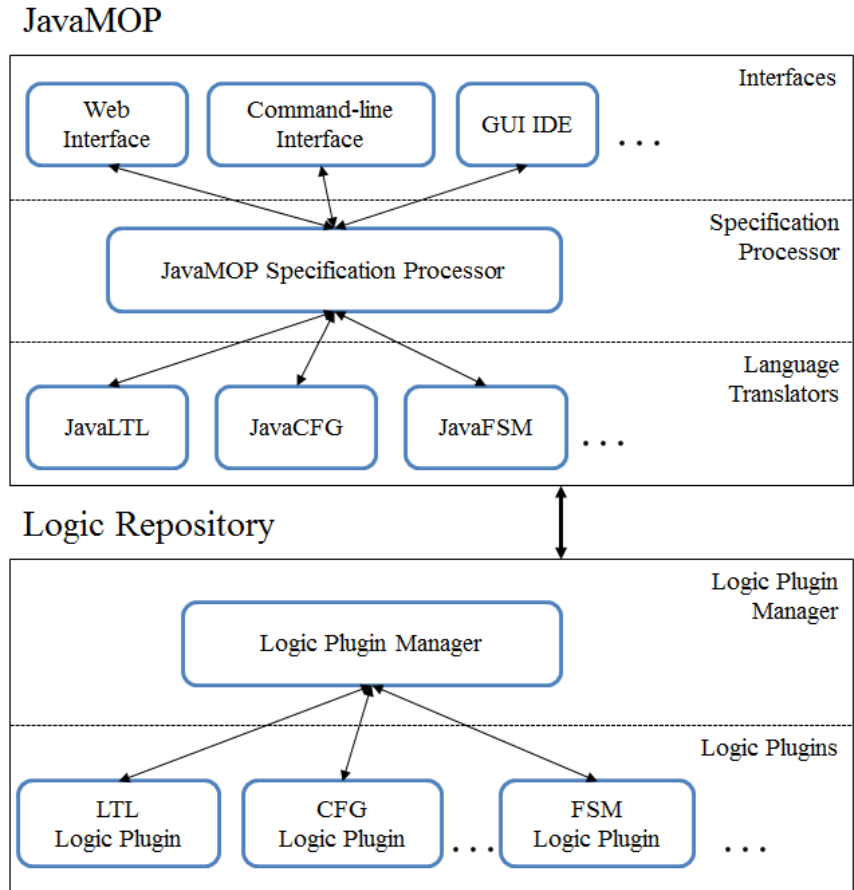 JavaMOP
Interfaces
Web
Interface
Command-line
Interface
GUI IDE
...
Specification
Processor
JavaMOP Specification Processor
Language
Translators
JavaLTL
JavaCFG
JavaFSM
...
Logic Repository
Logic Plugin
Manager
Logic Plugin Manager
Logic Plugins
LTL
Logic Plugin
CFG
Logic Plugin
...
FSM
Logic Plugin
...